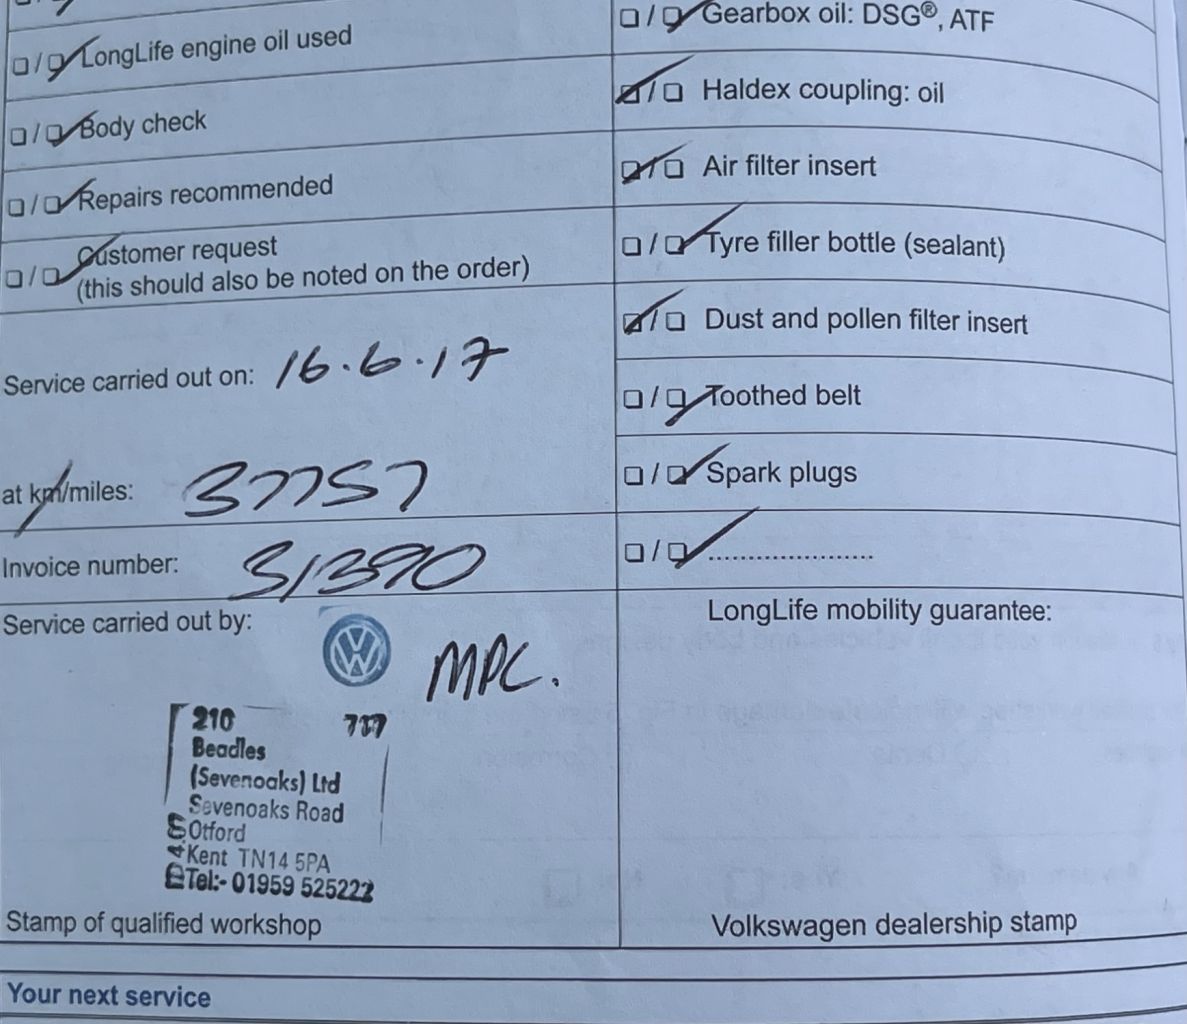 LongLife engine oil used
Body check
Repairs recommended
Customer request
(this should also be noted on the order)
Service carried out on: 16.6.17
at km/miles: 37757
Invoice number: 31390
Service carried out by:
MPC.
210 787
Beadles
(Sevenoaks) Ltd
Sevenoaks Road
Otford
Kent TN14 5PA
Tel:- 01959 525222
Stamp of qualified workshop
Gearbox oil: DSG®, ATF
Haldex coupling: oil
Air filter insert
Tyre filler bottle (sealant)
Dust and pollen filter insert
Toothed belt
Spark plugs
....................
LongLife mobility guarantee:
Volkswagen dealership stamp
Your next service